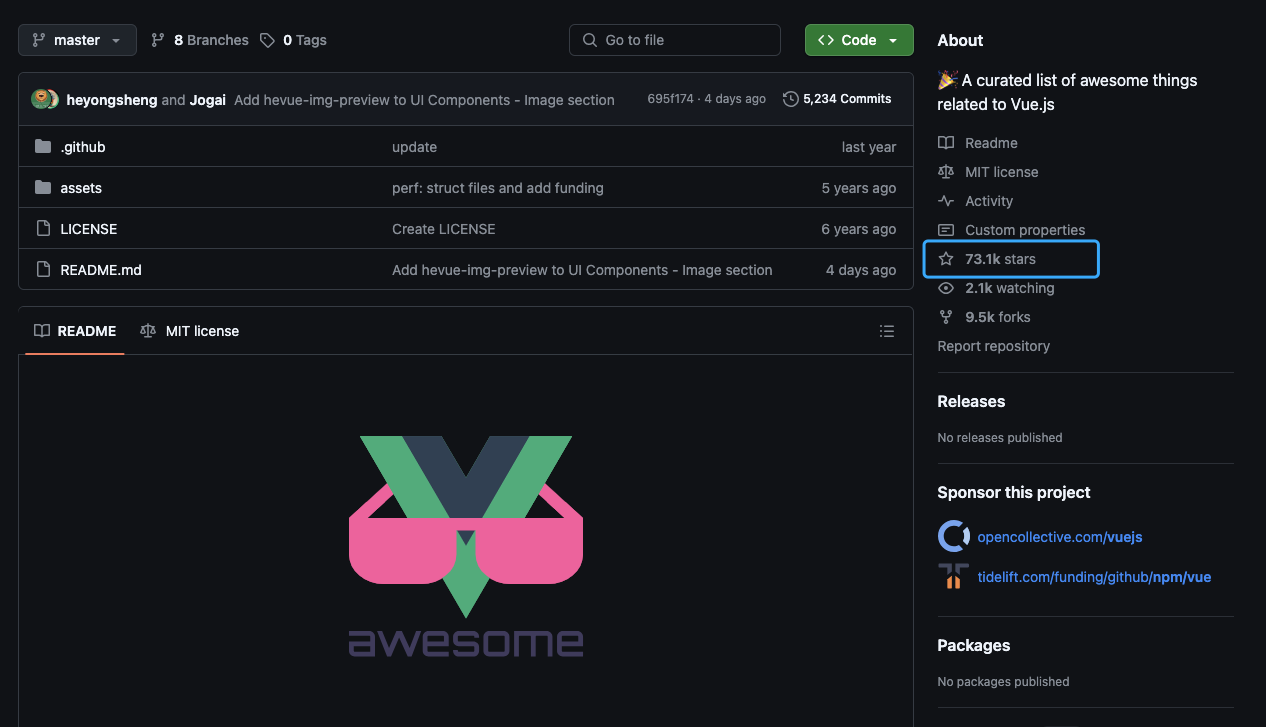 master
8 Branches
0 Tags
Go to file
Code
heyongsheng and Jogai Add hevue-img-preview to UI Components - Image section
695f174 · 4 days ago
5,234 Commits
.github update last year
assets perf: struct files and add funding 5 years ago
LICENSE Create LICENSE 6 years ago
README.md Add hevue-img-preview to UI Components - Image section 4 days ago
README
MIT license
awesome
About
🎉 A curated list of awesome things
related to Vue.js
Readme
MIT license
Activity
Custom properties
73.1k stars
2.1k watching
9.5k forks
Report repository
Releases
No releases published
Sponsor this project
opencollective.com/vuejs
tidelift.com/funding/github/npm/vue
Packages
No packages published